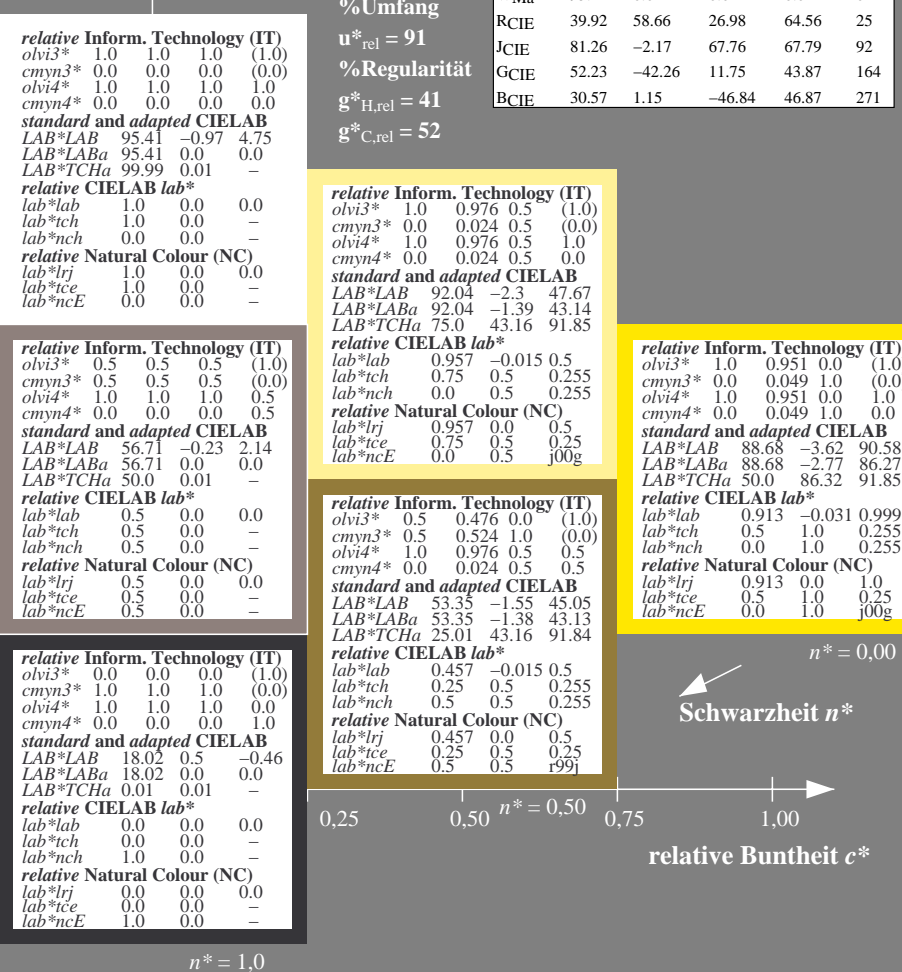 %Umfang
u*rel = 91
%Regularität
g*H,rel = 41
g*C,rel = 52
RCIE 39.92 58.66 26.98 64.56 25
JCIE 81.26 –2.17 67.76 67.79 92
GCIE 52.23 –42.26 11.75 43.87 164
BCIE 30.57 1.15 –46.84 46.87 271
relative Inform. Technology (IT)
olvi3* 1.0 1.0 1.0 (1.0)
cmyn3* 0.0 0.0 0.0 (0.0)
olvi4* 1.0 1.0 1.0 1.0
cmyn4* 0.0 0.0 0.0 0.0
standard and adapted CIELAB
LAB*LAB 95.41 –0.97 4.75
LAB*LABa 95.41 0.0 0.0
LAB*TCHa 99.99 0.01 –
relative CIELAB lab*
lab*lab 1.0 0.0 0.0
lab*tch 1.0 0.0 –
lab*nch 0.0 0.0 –
relative Natural Colour (NC)
lab*lrj 1.0 0.0 0.0
lab*tce 1.0 0.0 –
lab*ncE 0.0 0.0 –
relative Inform. Technology (IT)
olvi3* 1.0 0.976 0.5 (1.0)
cmyn3* 0.0 0.024 0.5 (0.0)
olvi4* 1.0 0.976 0.5 1.0
cmyn4* 0.0 0.024 0.5 0.0
standard and adapted CIELAB
LAB*LAB 92.04 –2.3 47.67
LAB*LABa 92.04 –1.39 43.14
LAB*TCHa 75.0 43.16 91.85
relative CIELAB lab*
lab*lab 0.957 –0.015 0.5
lab*tch 0.75 0.5 0.255
lab*nch 0.0 0.5 0.255
relative Natural Colour (NC)
lab*lrj 0.957 0.0 0.5
lab*tce 0.75 0.5 0.25
lab*ncE 0.0 0.5 j00g
relative Inform. Technology (IT)
olvi3* 0.5 0.5 0.5 (1.0)
cmyn3* 0.5 0.5 0.5 (0.0)
olvi4* 1.0 1.0 1.0 0.5
cmyn4* 0.0 0.0 0.0 0.5
standard and adapted CIELAB
LAB*LAB 56.71 –0.23 2.14
LAB*LABa 56.71 0.0 0.0
LAB*TCHa 50.0 0.01 –
relative CIELAB lab*
lab*lab 0.5 0.0 0.0
lab*tch 0.5 0.0 –
lab*nch 0.5 0.0 –
relative Natural Colour (NC)
lab*lrj 0.5 0.0 0.0
lab*tce 0.5 0.0 –
lab*ncE 0.5 0.0 –
relative Inform. Technology (IT)
olvi3* 1.0 0.951 0.0 (1.0
cmyn3* 0.0 0.049 1.0 (0.0
olvi4* 1.0 0.951 0.0 1.0
cmyn4* 0.0 0.049 1.0 0.0
standard and adapted CIELAB
LAB*LAB 88.68 –3.62 90.58
LAB*LABa 88.68 –2.77 86.27
LAB*TCHa 50.0 86.32 91.85
relative CIELAB lab*
lab*lab 0.913 –0.031 0.999
lab*tch 0.5 1.0 0.255
lab*nch 0.0 1.0 0.255
relative Natural Colour (NC)
lab*lrj 0.913 0.0 1.0
lab*tce 0.5 1.0 0.25
lab*ncE 0.0 1.0 j00g
relative Inform. Technology (IT)
olvi3* 0.5 0.476 0.0 (1.0)
cmyn3* 0.5 0.524 1.0 (0.0)
olvi4* 1.0 0.976 0.5 0.5
cmyn4* 0.0 0.024 0.5 0.5
standard and adapted CIELAB
LAB*LAB 53.35 –1.55 45.05
LAB*LABa 53.35 –1.38 43.13
LAB*TCHa 25.01 43.16 91.84
relative CIELAB lab*
lab*lab 0.457 –0.015 0.5
lab*tch 0.25 0.5 0.255
lab*nch 0.5 0.5 0.255
relative Natural Colour (NC)
lab*lrj 0.457 0.0 0.5
lab*tce 0.25 0.5 0.25
lab*ncE 0.5 0.5 r99j
n* = 0,00
Schwarzheit n*
relative Inform. Technology (IT)
olvi3* 0.0 0.0 0.0 (1.0)
cmyn3* 1.0 1.0 1.0 (0.0)
olvi4* 1.0 1.0 1.0 0.0
cmyn4* 0.0 0.0 0.0 1.0
standard and adapted CIELAB
LAB*LAB 18.02 0.5 –0.46
LAB*LABa 18.02 0.0 0.0
LAB*TCHa 0.01 0.01 –
relative CIELAB lab*
lab*lab 0.0 0.0 0.0
lab*tch 0.0 0.0 –
lab*nch 1.0 0.0 –
relative Natural Colour (NC)
lab*lrj 0.0 0.0 0.0
lab*tce 0.0 0.0 –
lab*ncE 1.0 0.0 –
0,25 0,50 n* = 0,50 0,75 1,00
relative Buntheit c*
n* = 1,0